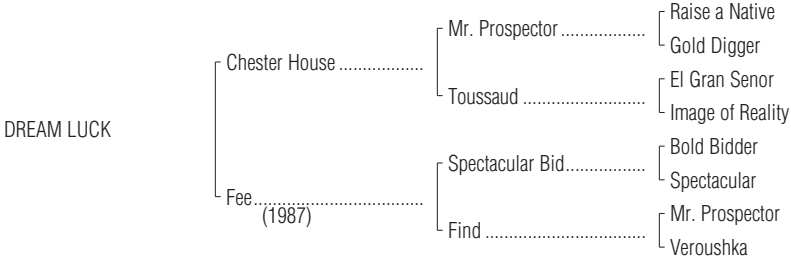 Raise a Native
Mr. Prospector ....................
Gold Digger
Chester House ..................
El Gran Senor
Toussaud .............................
Image of Reality
DREAM LUCK
Bold Bidder
Spectacular Bid...................
Spectacular
Fee........................................
(1987)
Mr. Prospector
Find ......................................
Veroushka